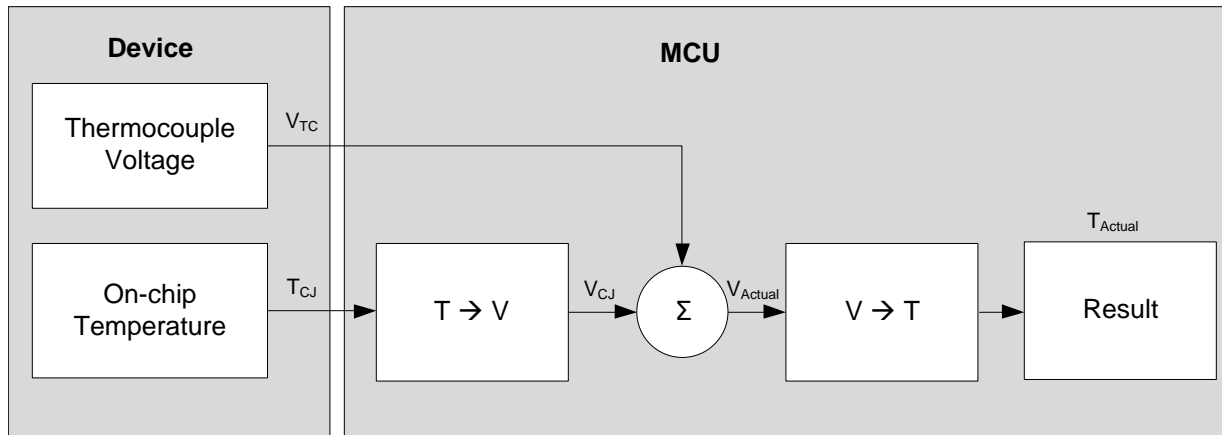 Device
MCU
Thermocouple
Voltage
V_TC
On-chip
Temperature
T_CJ
T → V
V_CJ
Σ
V_Actual
V → T
T_Actual
Result